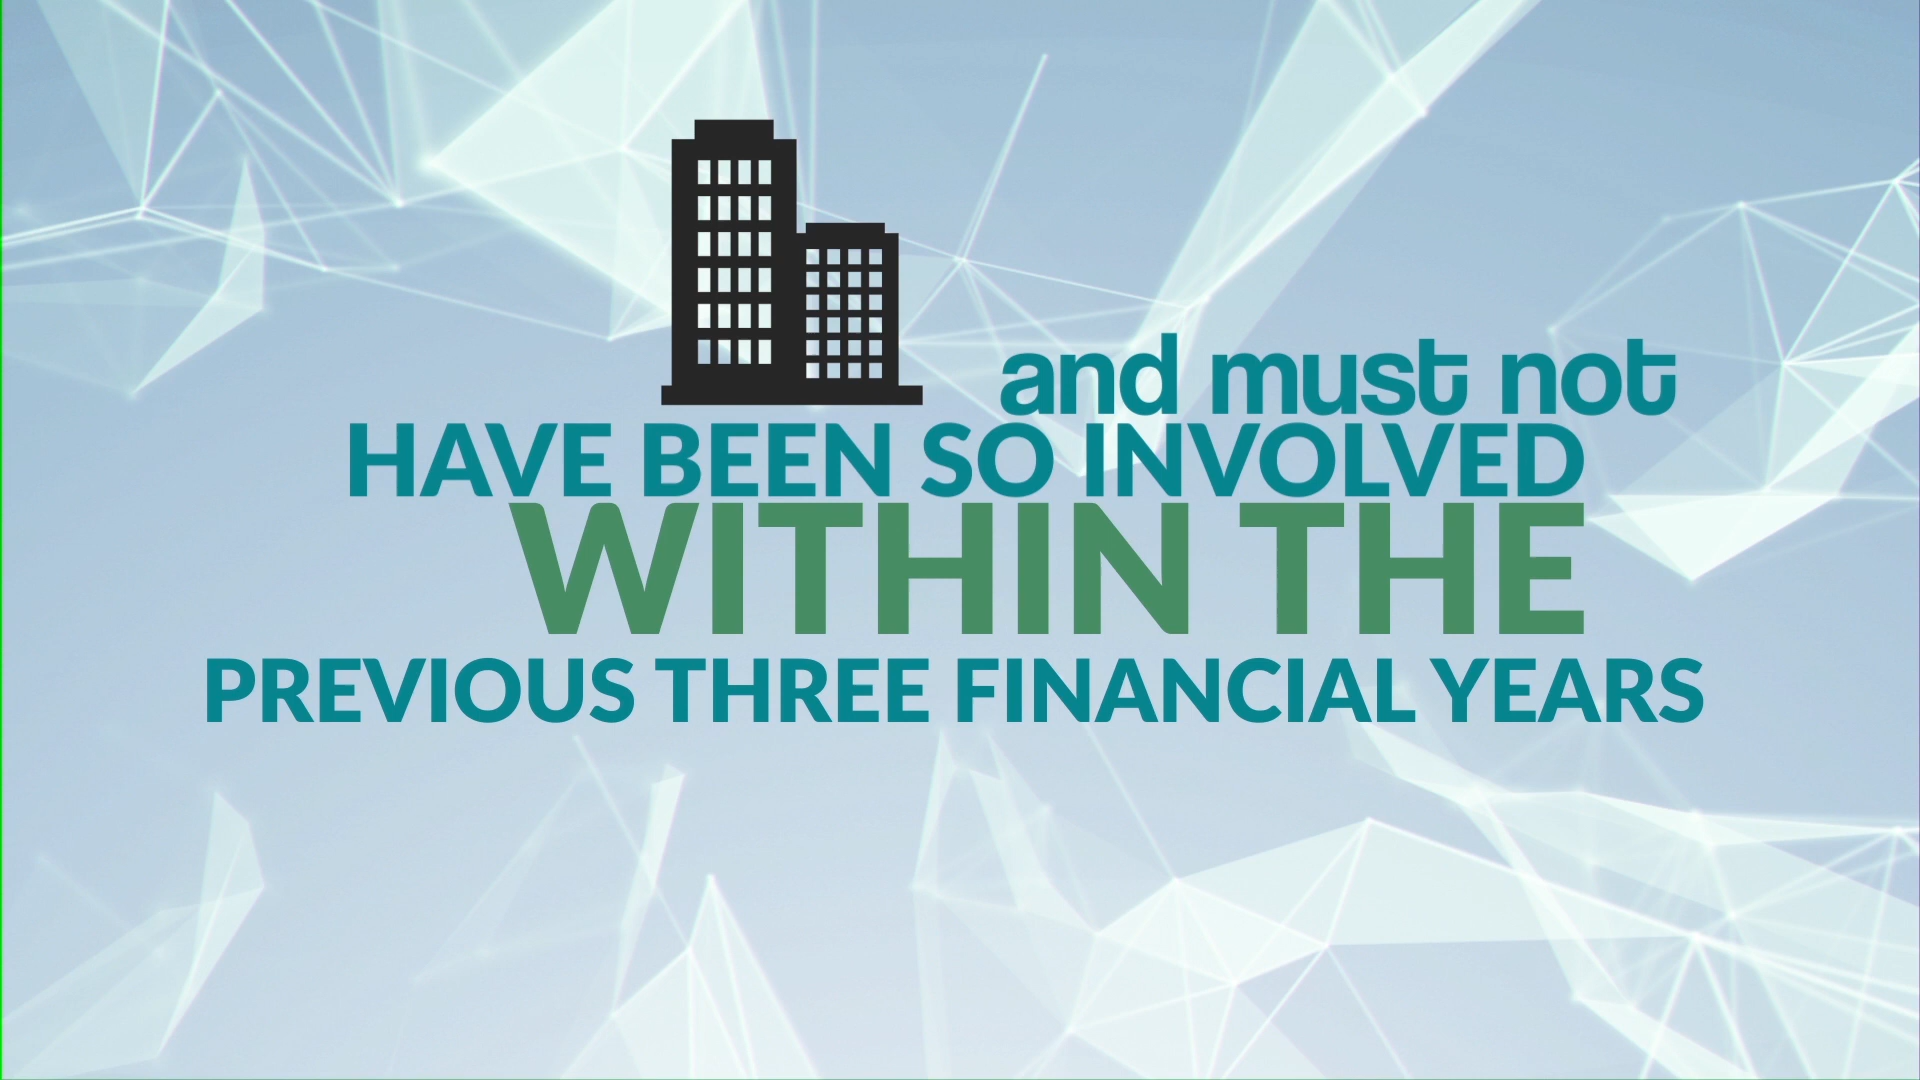 and must not
HAVE BEEN SO INVOLVED
WITHIN THE
PREVIOUS THREE FINANCIAL YEARS